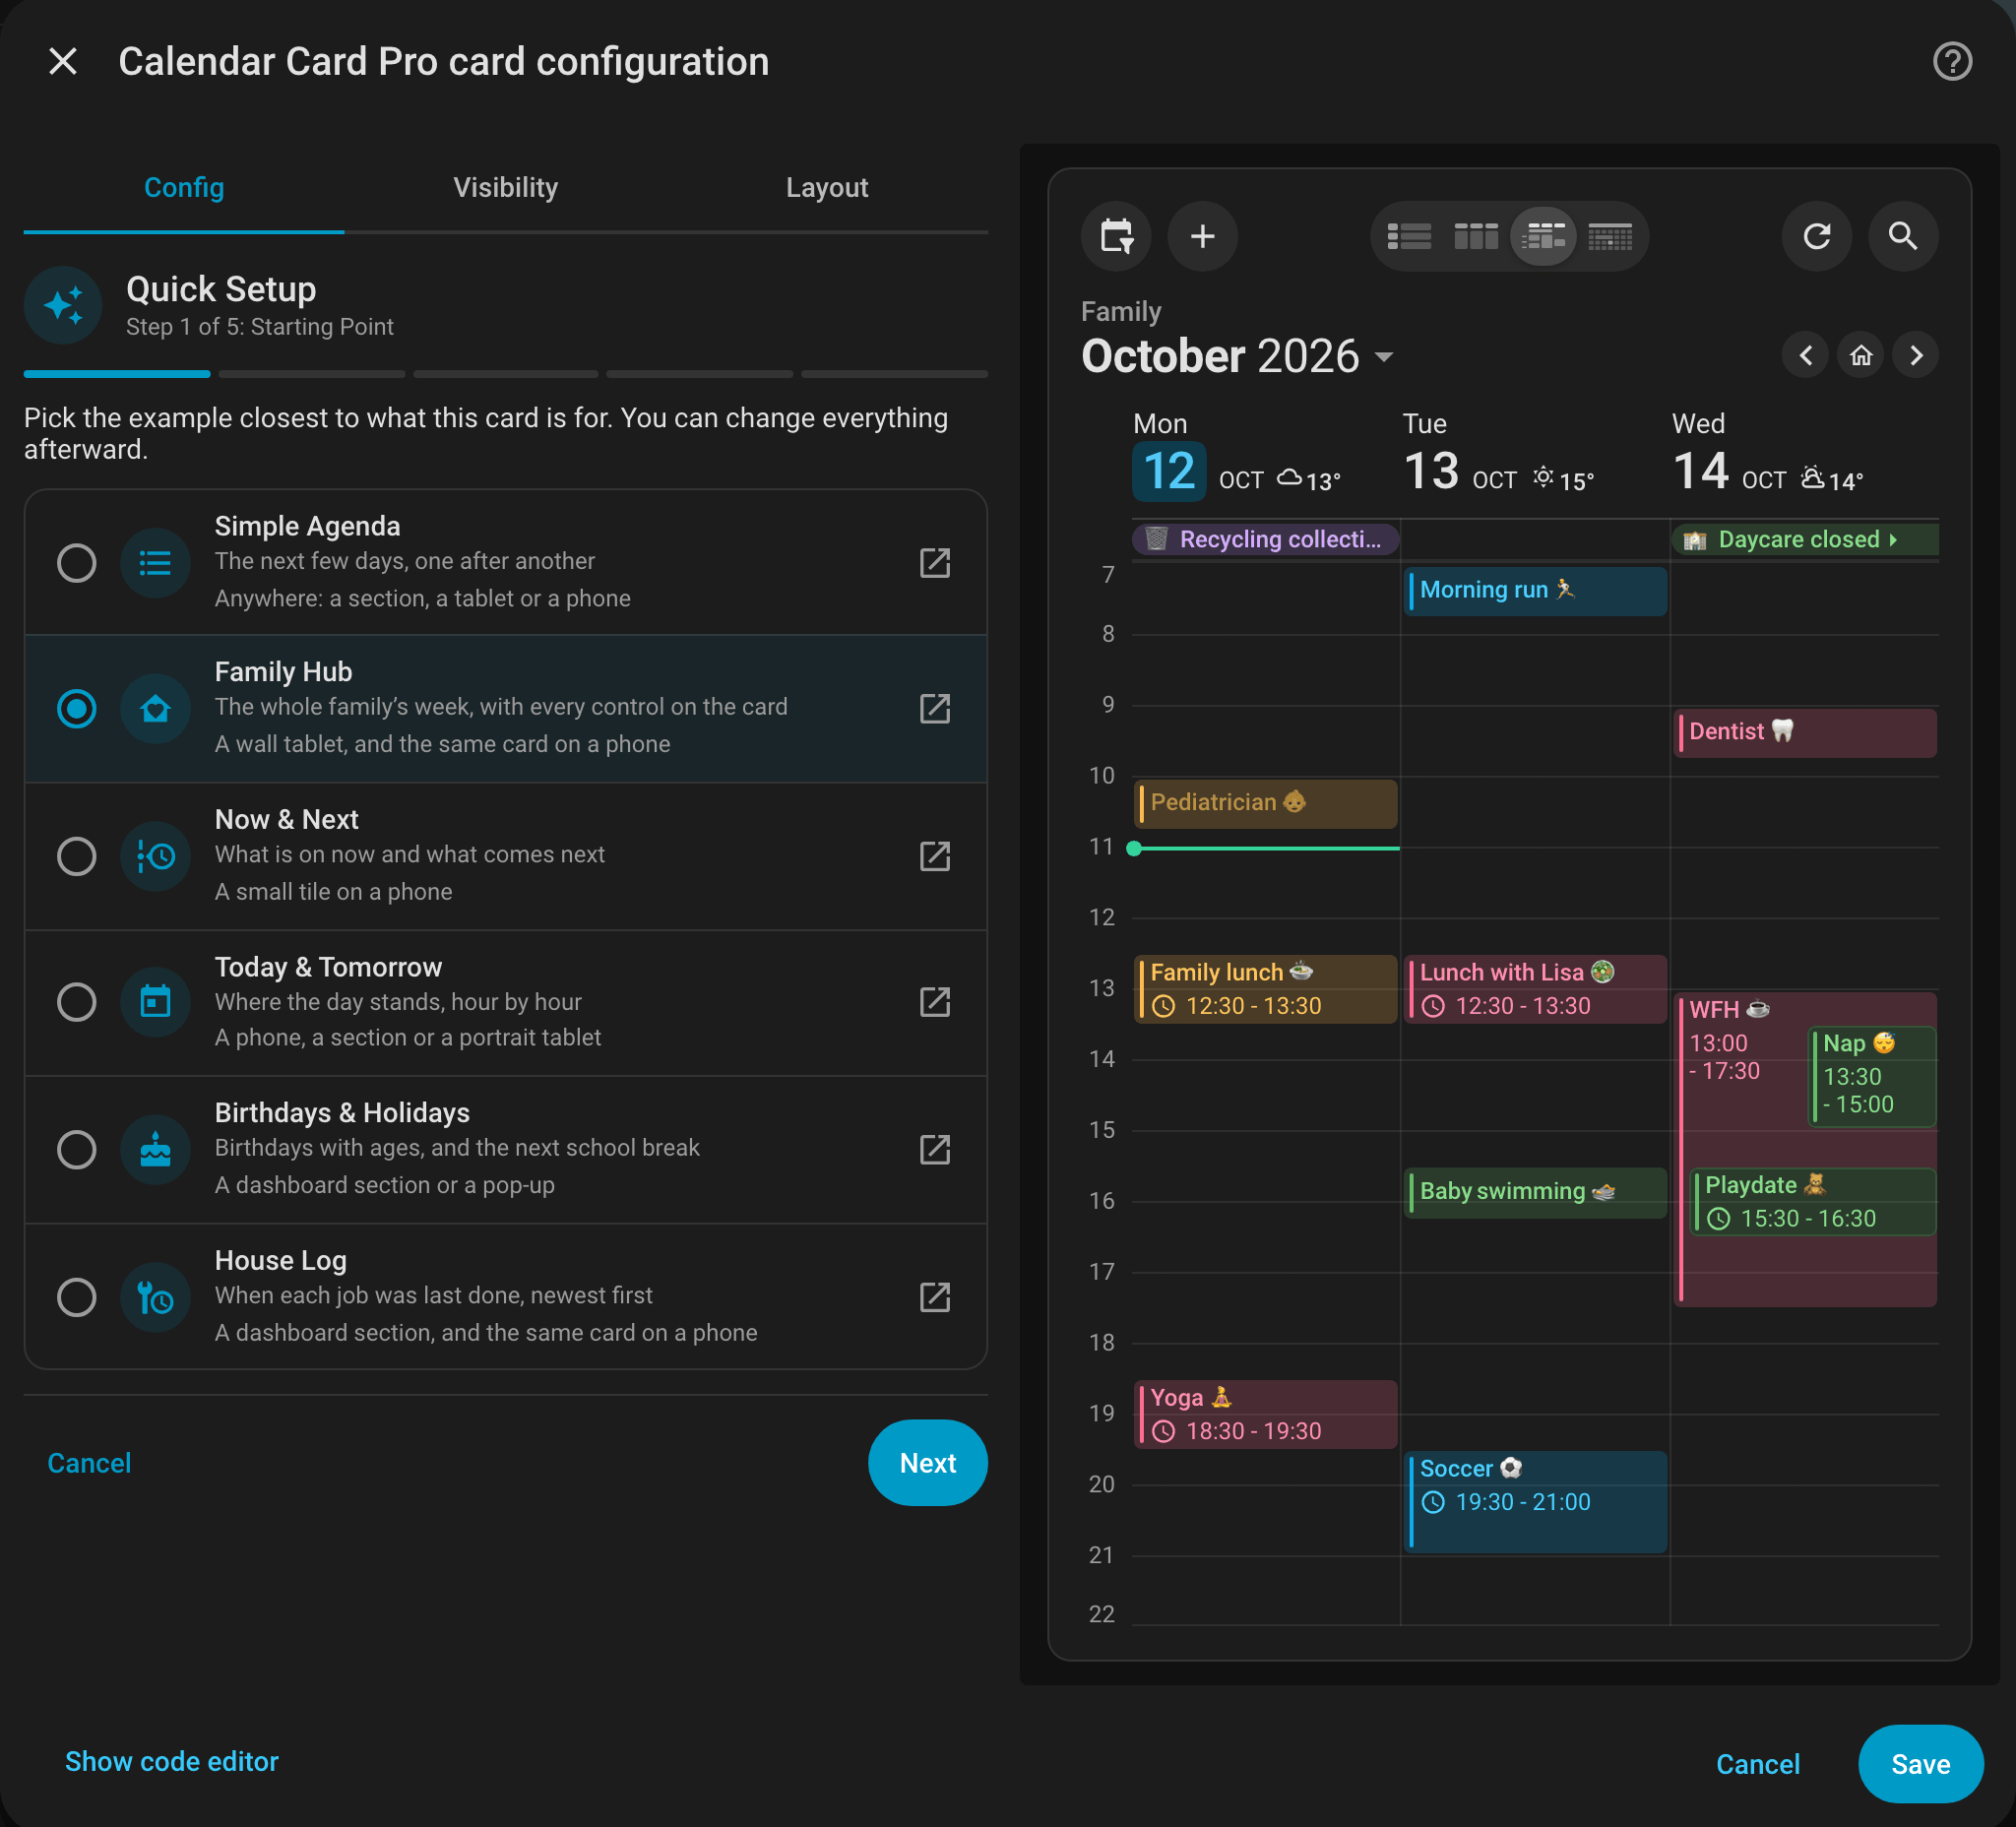 Calendar Card Pro card configuration
Config
Visibility
Layout
Quick Setup
Step 1 of 5: Starting Point
Pick the example closest to what this card is for. You can change everything
afterward.
Simple Agenda
The next few days, one after another
Anywhere: a section, a tablet or a phone
Family Hub
The whole family’s week, with every control on the card
A wall tablet, and the same card on a phone
Now & Next
What is on now and what comes next
A small tile on a phone
Today & Tomorrow
Where the day stands, hour by hour
A phone, a section or a portrait tablet
Birthdays & Holidays
Birthdays with ages, and the next school break
A dashboard section or a pop-up
House Log
When each job was last done, newest first
A dashboard section, and the same card on a phone
Cancel
Next
Family
October 2026
Mon
12 OCT 13°
Tue
13 OCT 15°
Wed
14 OCT 14°
Recycling collecti...
Daycare closed
7
Morning run
8
9
Dentist
10
Pediatrician
11
12
Family lunch
12:30 - 13:30
Lunch with Lisa
12:30 - 13:30
13
WFH
13:00
- 17:30
Nap
13:30
- 15:00
14
15
Baby swimming
Playdate
15:30 - 16:30
16
17
18
Yoga
18:30 - 19:30
19
Soccer
19:30 - 21:00
20
21
22
Show code editor
Cancel
Save